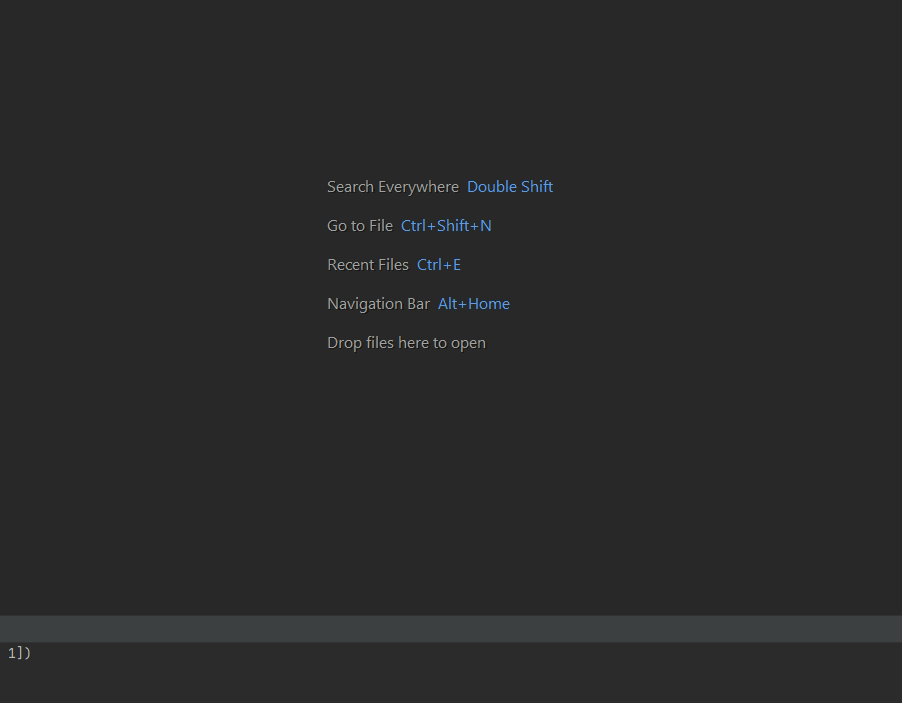 Search Everywhere Double Shift
Go to File Ctrl+Shift+N
Recent Files Ctrl+E
Navigation Bar Alt+Home
Drop files here to open
1])